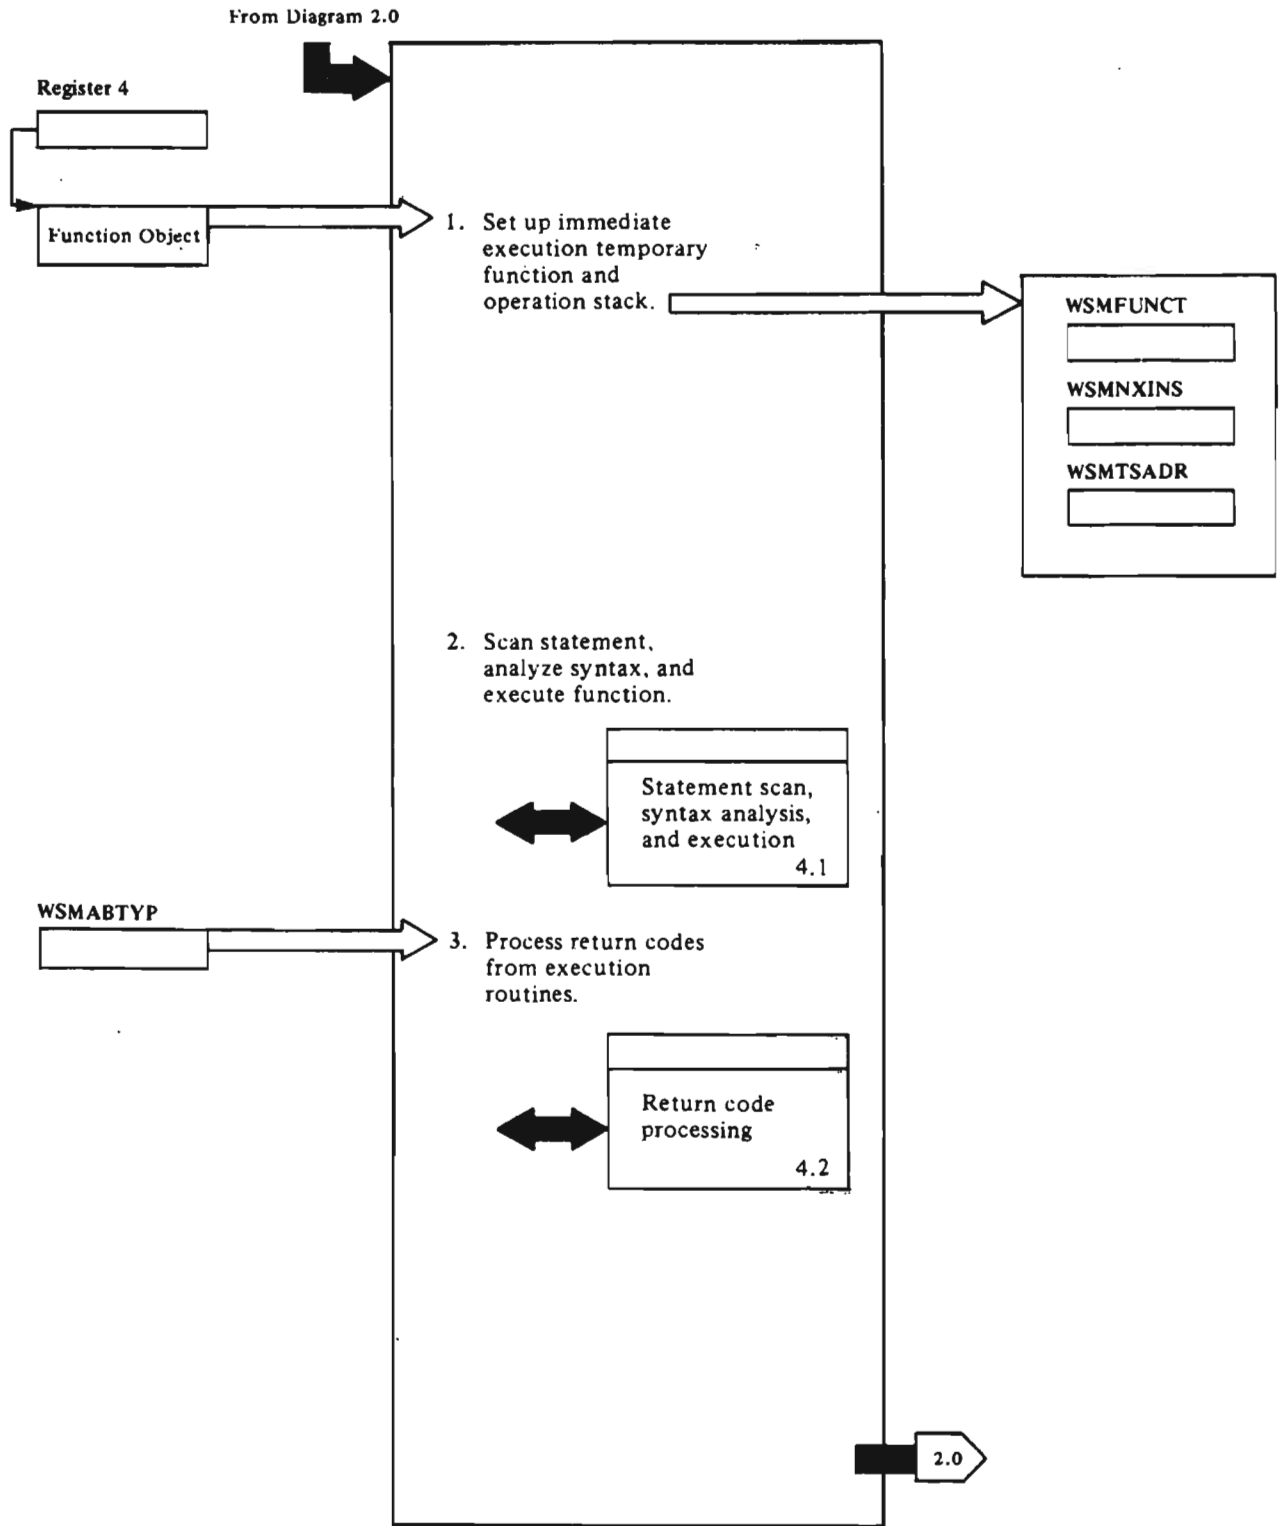 From Diagram 2.0
Register 4
Function Object
1. Set up immediate
execution temporary
function and
operation stack.
WSMFUNCT
WSMNXINS
WSMTSADR
2. Scan statement,
analyze syntax, and
execute function.
Statement scan,
syntax analysis,
and execution
4.1
WSMABTYP
3. Process return codes
from execution
routines.
Return code
processing
4.2
2.0